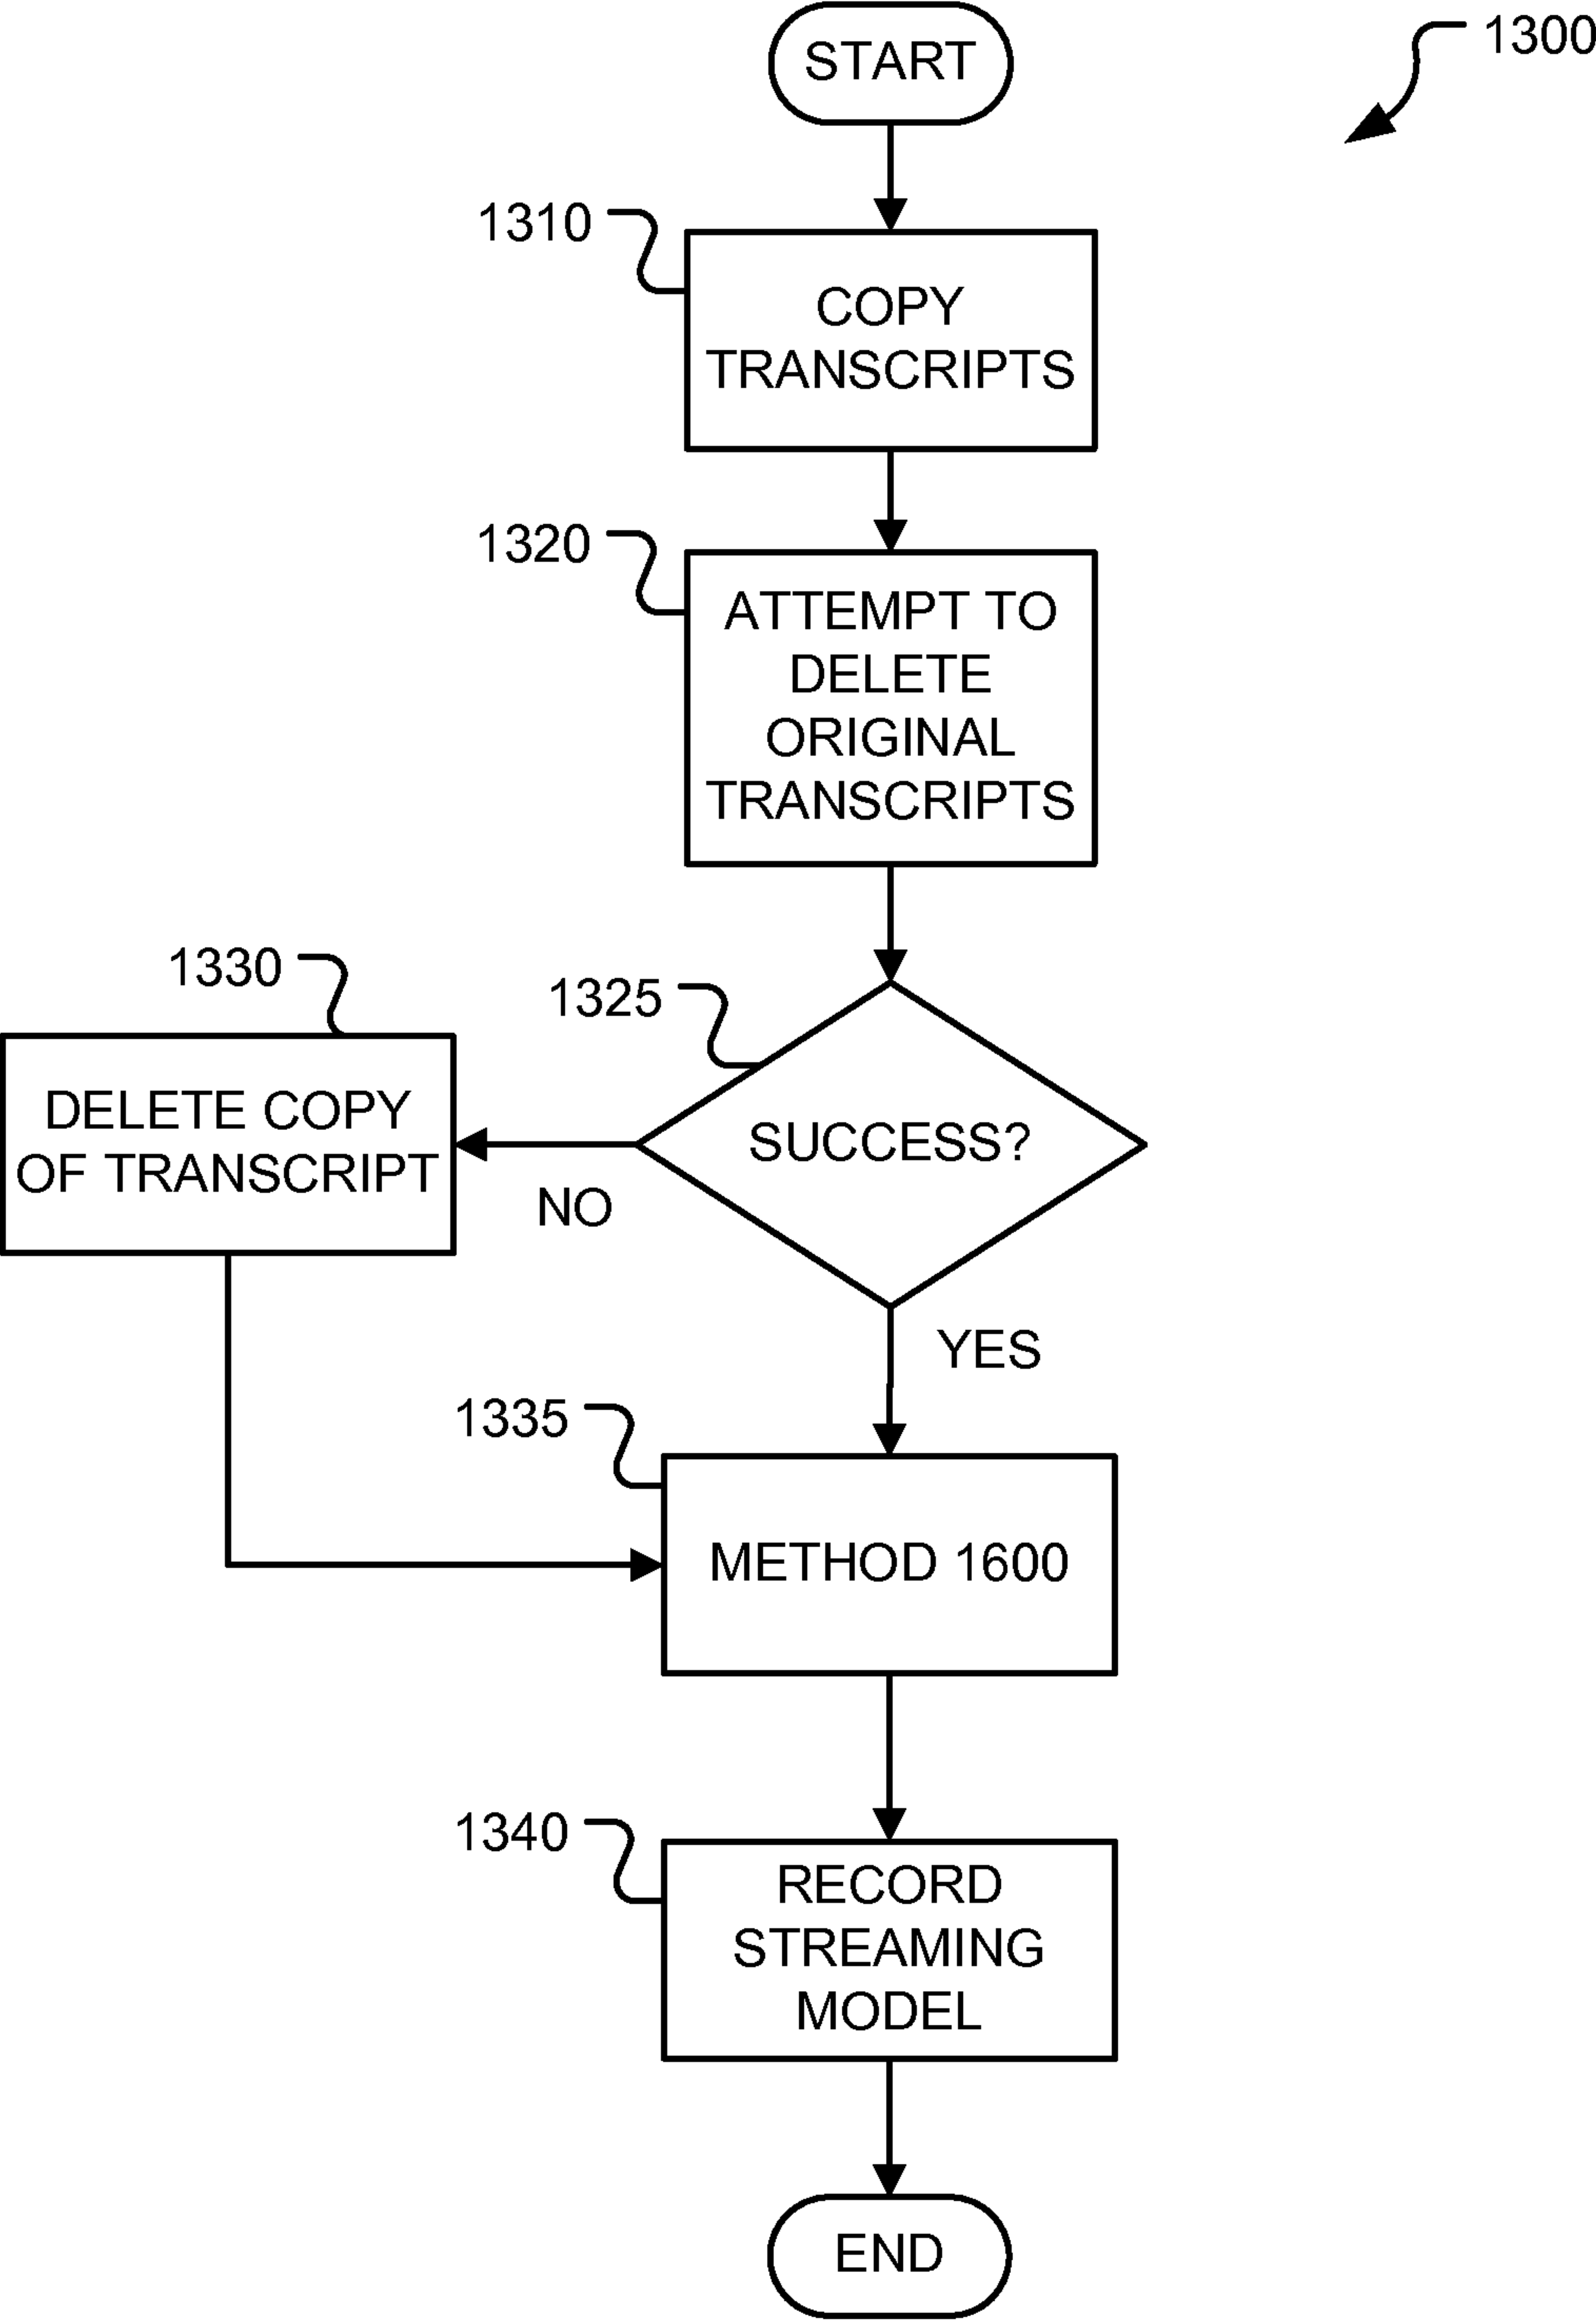 START
1300
1310
COPY
TRANSCRIPTS
1320
ATTEMPT TO
DELETE
ORIGINAL
TRANSCRIPTS
1330
1325
DELETE COPY
OF TRANSCRIPT
SUCCESS?
NO
YES
1335
METHOD 1600
1340
RECORD
STREAMING
MODEL
END